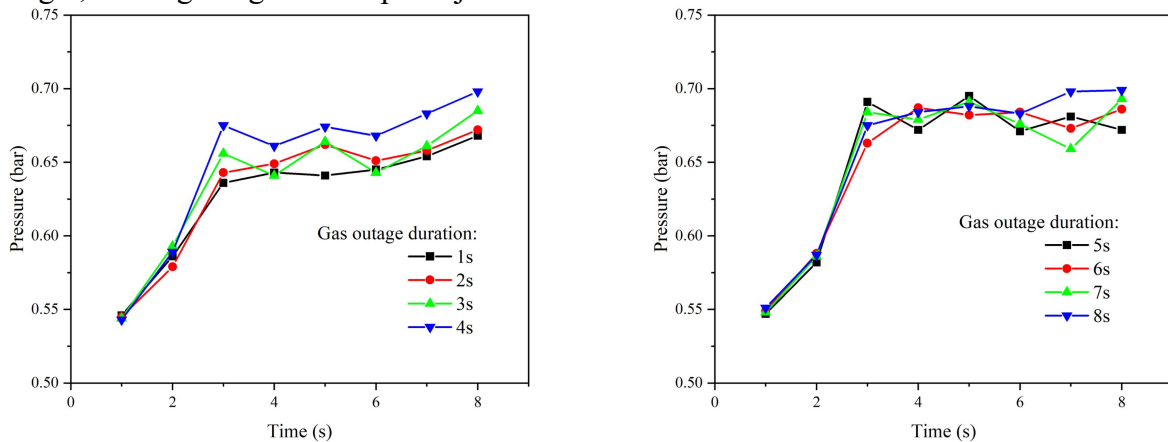 0.75
0.70
0.65
0.60
0.55
0.50
Pressure (bar)
Gas outage duration:
1s
2s
3s
4s
0 2 4 6 8
Time (s)
0.75
0.70
0.65
0.60
0.55
0.50
Pressure (bar)
Gas outage duration:
5s
6s
7s
8s
0 2 4 6 8
Time (s)